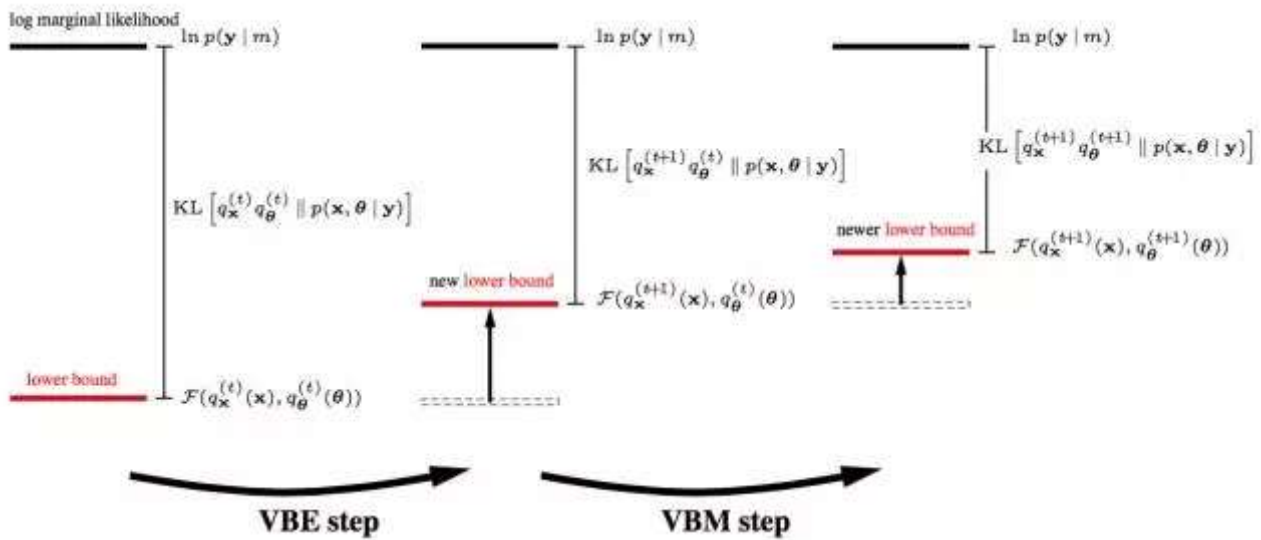 log marginal likelihood
ln p(y | m)
ln p(y | m)
ln p(y | m)
KL [q_x^(t) q_θ^(t) ‖ p(x, θ | y)]
KL [q_x^(t+1) q_θ^(t) ‖ p(x, θ | y)]
KL [q_x^(t+1) q_θ^(t+1) ‖ p(x, θ | y)]
newer lower bound
F(q_x^(t+1)(x), q_θ^(t+1)(θ))
new lower bound
F(q_x^(t+1)(x), q_θ^(t)(θ))
lower bound
F(q_x^(t)(x), q_θ^(t)(θ))
VBE step
VBM step